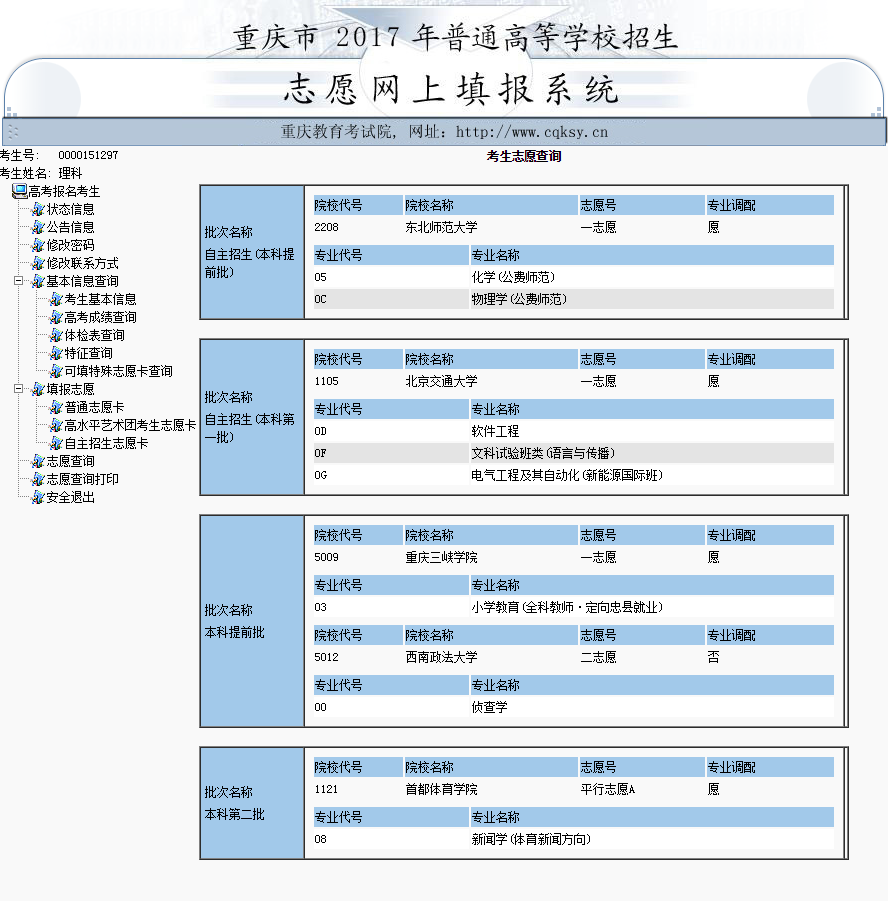 重庆市 2017 年普通高等学校招生
志愿网上填报系统
重庆教育考试院, 网址: http://www.cqksy.cn
考生号: 0000151297
考生姓名: 理科
高考报名考生
状态信息
公告信息
修改密码
修改联系方式
基本信息查询
考生基本信息
高考成绩查询
体检表查询
特征查询
可填特殊志愿卡查询
填报志愿
普通志愿卡
高水平艺术团考生志愿卡
自主招生志愿卡
志愿查询
志愿查询打印
安全退出
考生志愿查询
批次名称
自主招生(本科提
前批)
院校代号 院校名称 志愿号 专业调配
2208 东北师范大学 一志愿 愿
专业代号 专业名称
05 化学(公费师范)
0C 物理学(公费师范)
批次名称
自主招生(本科第
一批)
院校代号 院校名称 志愿号 专业调配
1105 北京交通大学 一志愿 愿
专业代号 专业名称
0D 软件工程
0F 文科试验班类(语言与传播)
0G 电气工程及其自动化(新能源国际班)
批次名称
本科提前批
院校代号 院校名称 志愿号 专业调配
5009 重庆三峡学院 一志愿 愿
专业代号 专业名称
03 小学教育(全科教师·定向忠县就业)
院校代号 院校名称 志愿号 专业调配
5012 西南政法大学 二志愿 否
专业代号 专业名称
00 侦查学
批次名称
本科第二批
院校代号 院校名称 志愿号 专业调配
1121 首都体育学院 平行志愿A 愿
专业代号 专业名称
08 新闻学(体育新闻方向)